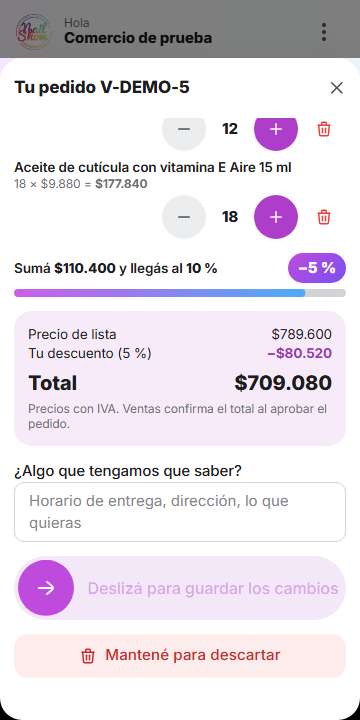 Nail Show
Hola
Comercio de prueba
Tu pedido V-DEMO-5
12
Aceite de cutícula con vitamina E Aire 15 ml
18 × $9.880 = $177.840
18
Sumá $110.400 y llegás al 10 %
−5 %
Precio de lista
$789.600
Tu descuento (5 %)
−$80.520
Total
$709.080
Precios con IVA. Ventas confirma el total al aprobar el
pedido.
¿Algo que tengamos que saber?
Horario de entrega, dirección, lo que
quieras
Deslizá para guardar los cambios
Mantené para descartar